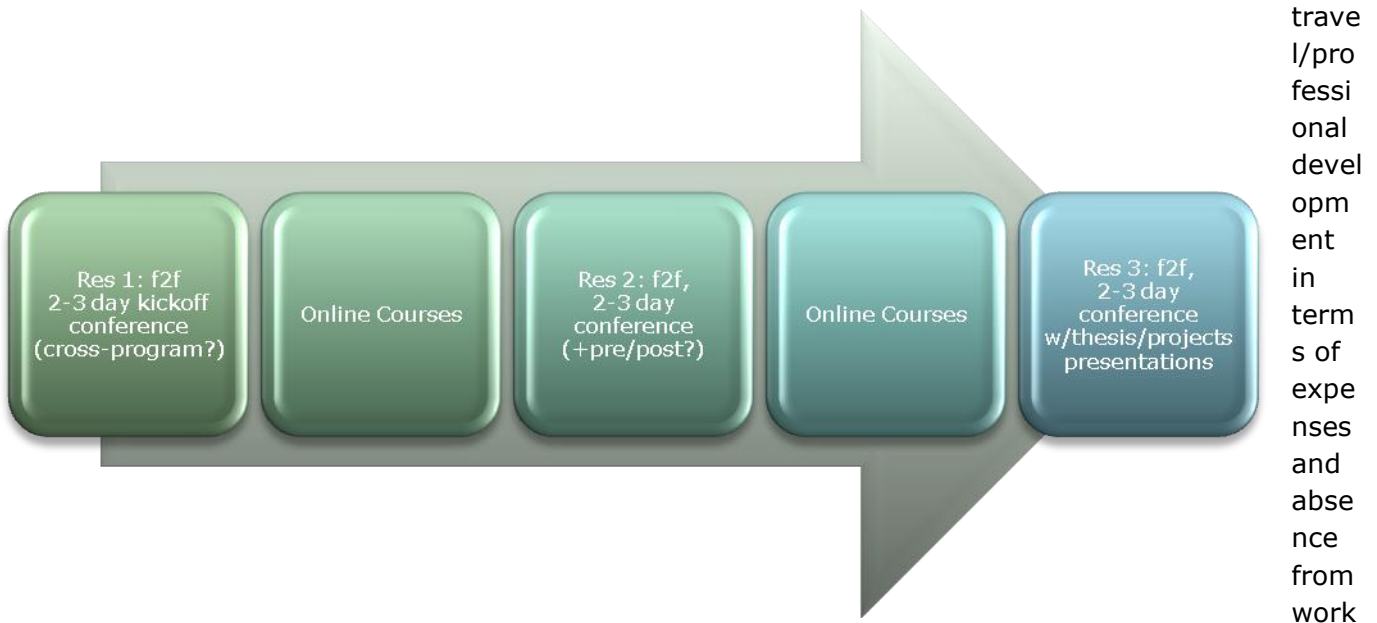 Res 1: f2f
2-3 day kickoff
conference
(cross-program?)
Online Courses
Res 2: f2f,
2-3 day
conference
(+pre/post?)
Online Courses
Res 3: f2f,
2-3 day
conference
w/thesis/projects
presentations
trave
l/pro
fessi
onal
devel
opm
ent
in
term
s of
expe
nses
and
abse
nce
from
work